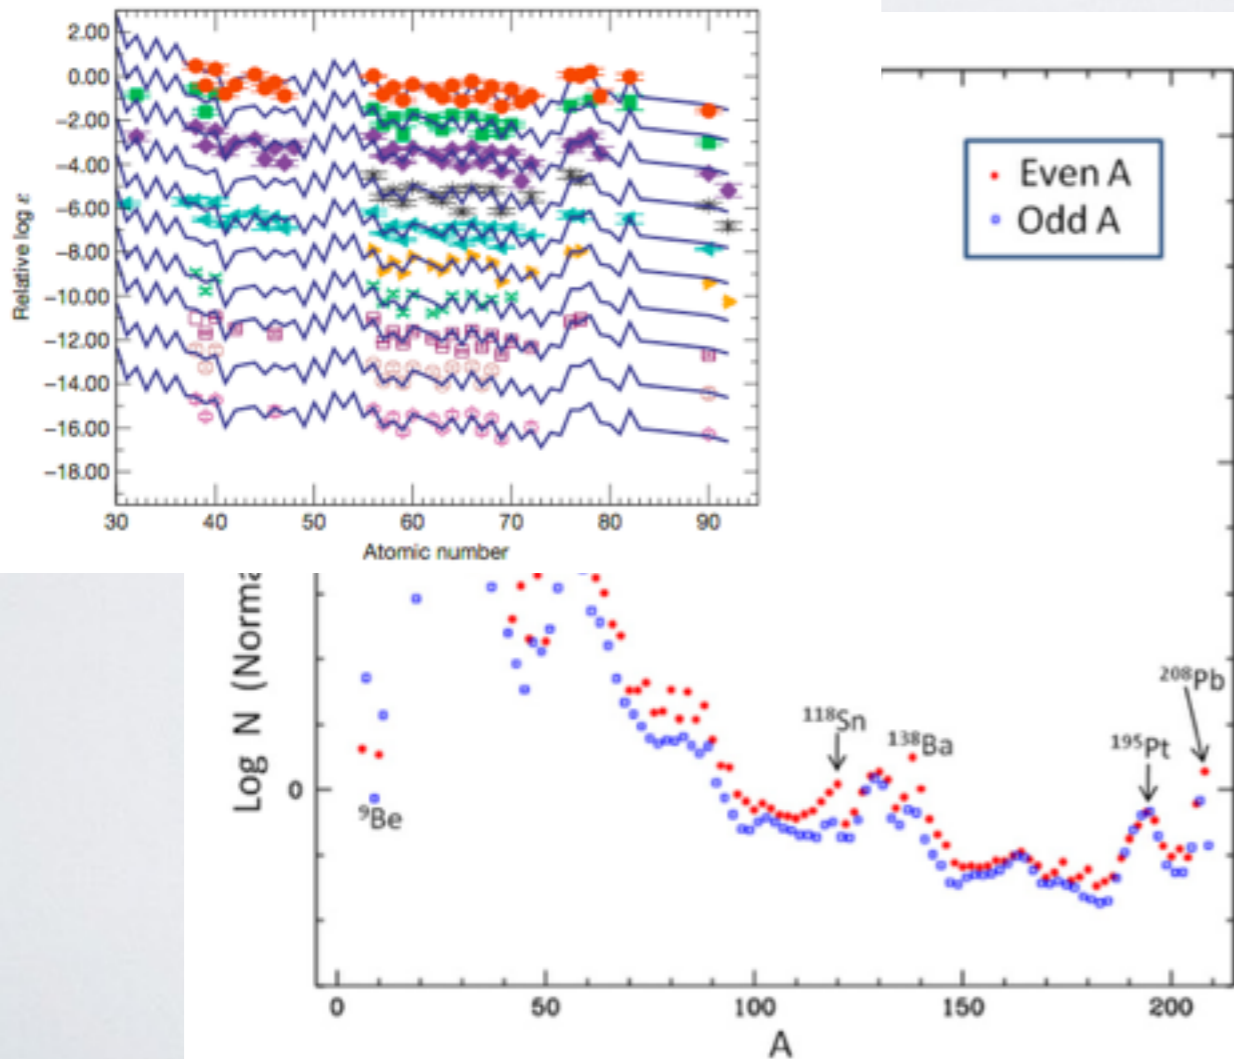 2.00
0.00
−2.00
−4.00
−6.00
−8.00
−10.00
−12.00
−14.00
−16.00
−18.00
Relative log ε
30 40 50 60 70 80 90
Atomic number
Even A
Odd A
Log N (Norma
0
⁹Be
¹¹⁸Sn
¹³⁸Ba
¹⁹⁵Pt
²⁰⁸Pb
0 50 100 150 200
A